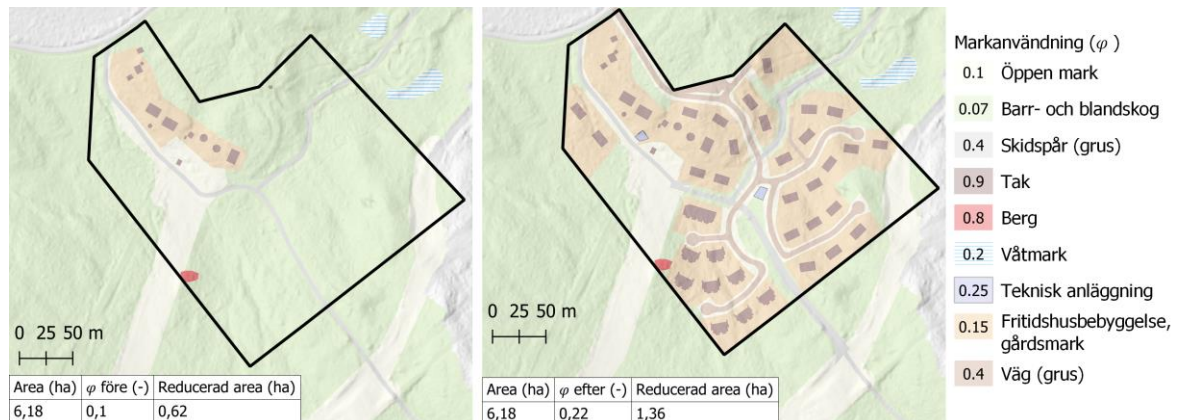 0 25 50 m
Area (ha) φ före (-) Reducerad area (ha)
6,18 0,1 0,62
0 25 50 m
Area (ha) φ efter (-) Reducerad area (ha)
6,18 0,22 1,36
Markanvändning (φ )
0.1 Öppen mark
0.07 Barr- och blandskog
0.4 Skidspår (grus)
0.9 Tak
0.8 Berg
0.2 Våtmark
0.25 Teknisk anläggning
0.15 Fritidshusbebyggelse,
gårdsmark
0.4 Väg (grus)